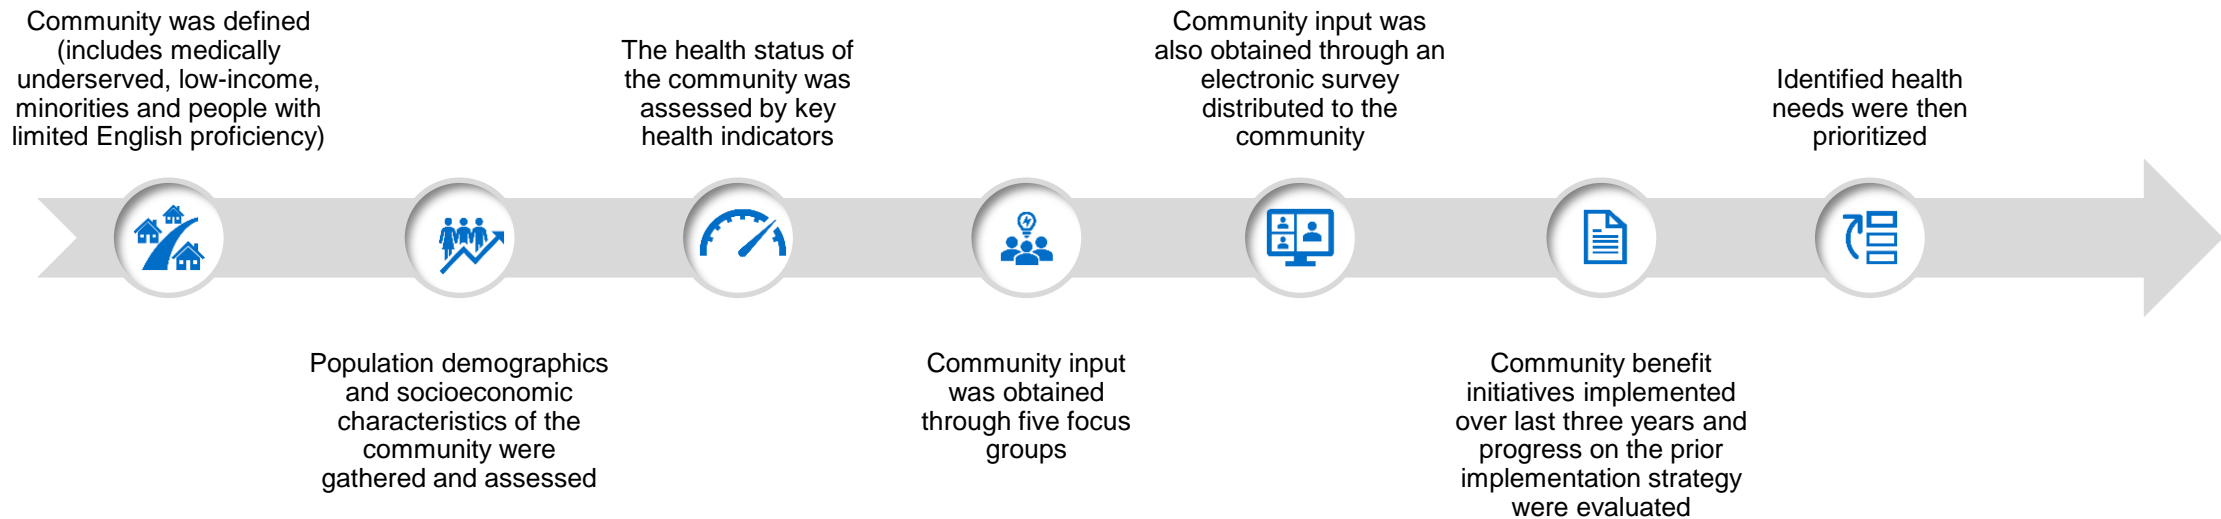 Community was defined
(includes medically
underserved, low-income,
minorities and people with
limited English proficiency)
Population demographics
and socioeconomic
characteristics of the
community were
gathered and assessed
The health status of
the community was
assessed by key
health indicators
Community input
was obtained
through five focus
groups
Community input was
also obtained through an
electronic survey
distributed to the
community
Community benefit
initiatives implemented
over last three years and
progress on the prior
implementation strategy
were evaluated
Identified health
needs were then
prioritized